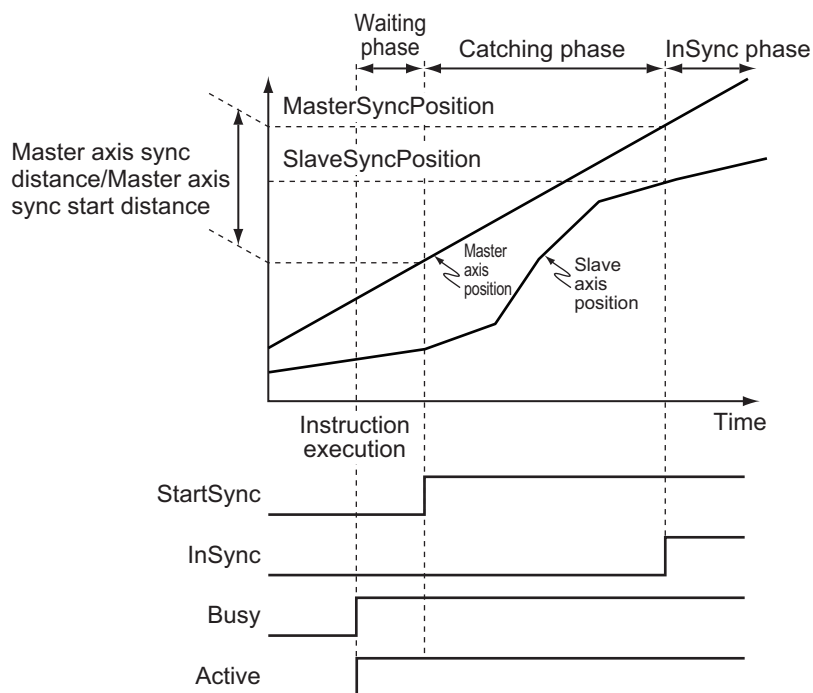 Waiting
phase
Catching phase
InSync phase
MasterSyncPosition
SlaveSyncPosition
Master axis sync
distance/Master axis
sync start distance
Master
axis
position
Slave
axis
position
Time
Instruction
execution
StartSync
InSync
Busy
Active